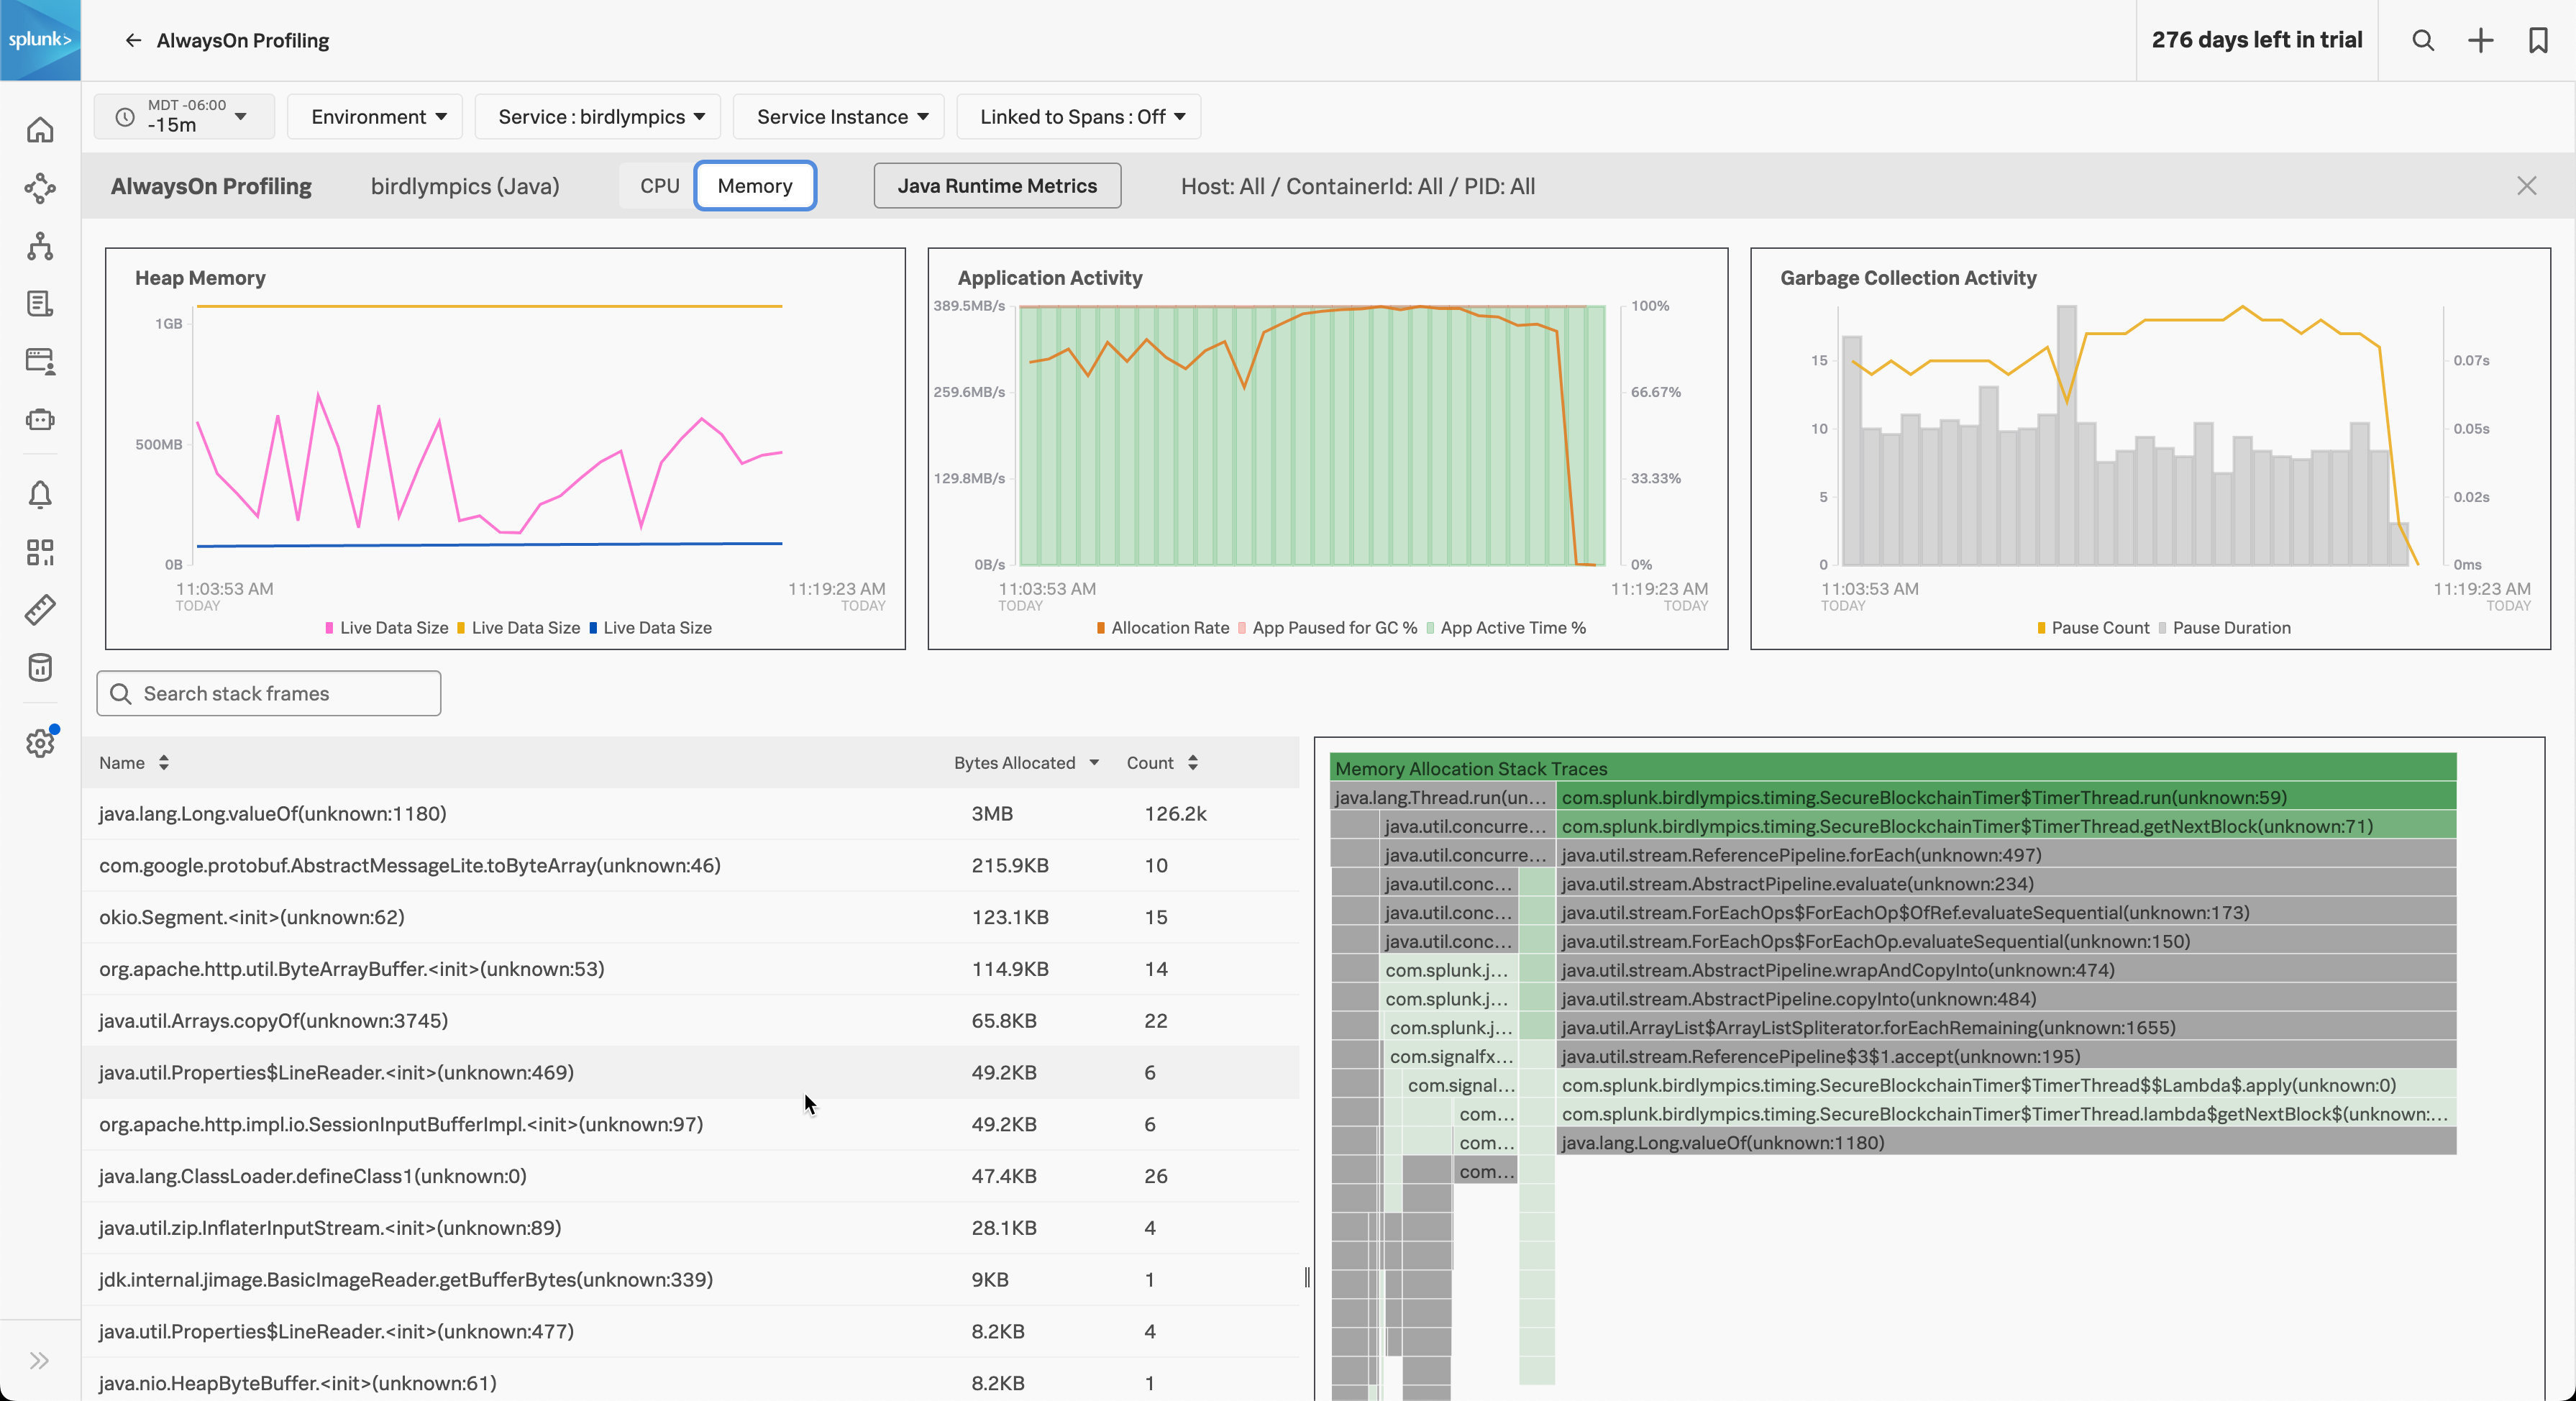 splunk>
AlwaysOn Profiling
276 days left in trial
MDT -06:00
-15m
Environment
Service : birdlympics
Service Instance
Linked to Spans : Off
AlwaysOn Profiling
birdlympics (Java)
CPU
Memory
Java Runtime Metrics
Host: All / ContainerId: All / PID: All
Heap Memory
1GB
500MB
0B
11:03:53 AM
TODAY
11:19:23 AM
TODAY
Live Data Size Live Data Size Live Data Size
Application Activity
389.5MB/s
259.6MB/s
129.8MB/s
0B/s
100%
66.67%
33.33%
0%
11:03:53 AM
TODAY
11:19:23 AM
TODAY
Allocation Rate App Paused for GC % App Active Time %
Garbage Collection Activity
15
10
5
0
0.07s
0.05s
0.02s
0ms
11:03:53 AM
TODAY
11:19:23 AM
TODAY
Pause Count Pause Duration
Search stack frames
Name Bytes Allocated Count
java.lang.Long.valueOf(unknown:1180) 3MB 126.2k
com.google.protobuf.AbstractMessageLite.toByteArray(unknown:46) 215.9KB 10
okio.Segment.<init>(unknown:62) 123.1KB 15
org.apache.http.util.ByteArrayBuffer.<init>(unknown:53) 114.9KB 14
java.util.Arrays.copyOf(unknown:3745) 65.8KB 22
java.util.Properties$LineReader.<init>(unknown:469) 49.2KB 6
org.apache.http.impl.io.SessionInputBufferImpl.<init>(unknown:97) 49.2KB 6
java.lang.ClassLoader.defineClass1(unknown:0) 47.4KB 26
java.util.zip.InflaterInputStream.<init>(unknown:89) 28.1KB 4
jdk.internal.jimage.BasicImageReader.getBufferBytes(unknown:339) 9KB 1
java.util.Properties$LineReader.<init>(unknown:477) 8.2KB 4
java.nio.HeapByteBuffer.<init>(unknown:61) 8.2KB 1
Memory Allocation Stack Traces
java.lang.Thread.run(un... com.splunk.birdlympics.timing.SecureBlockchainTimer$TimerThread.run(unknown:59)
java.util.concurre... com.splunk.birdlympics.timing.SecureBlockchainTimer$TimerThread.getNextBlock(unknown:71)
java.util.concurre... java.util.stream.ReferencePipeline.forEach(unknown:497)
java.util.conc... java.util.stream.AbstractPipeline.evaluate(unknown:234)
java.util.conc... java.util.stream.ForEachOps$ForEachOp$OfRef.evaluateSequential(unknown:173)
java.util.conc... java.util.stream.ForEachOps$ForEachOp.evaluateSequential(unknown:150)
com.splunk.j... java.util.stream.AbstractPipeline.wrapAndCopyInto(unknown:474)
com.splunk.j... java.util.stream.AbstractPipeline.copyInto(unknown:484)
com.splunk.j... java.util.ArrayList$ArrayListSpliterator.forEachRemaining(unknown:1655)
com.signalfx... java.util.stream.ReferencePipeline$3$1.accept(unknown:195)
com.signal... com.splunk.birdlympics.timing.SecureBlockchainTimer$TimerThread$$Lambda$.apply(unknown:0)
com... com.splunk.birdlympics.timing.SecureBlockchainTimer$TimerThread.lambda$getNextBlock$(unknown:...
com... java.lang.Long.valueOf(unknown:1180)
com...